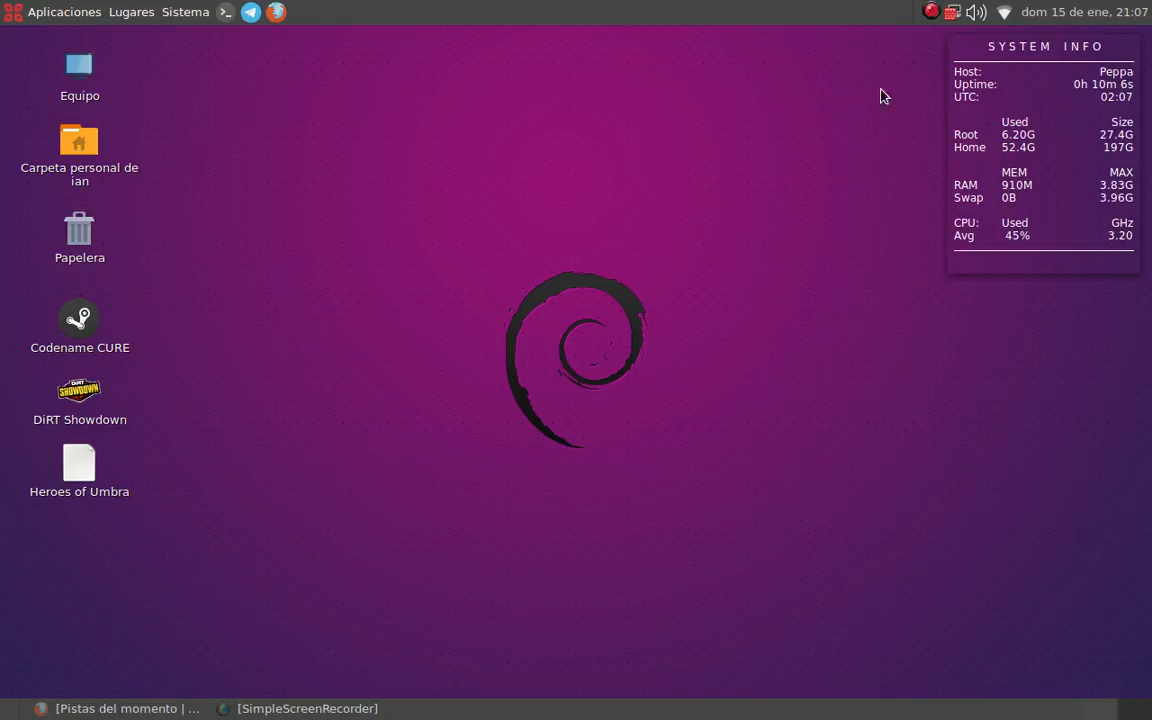 Aplicaciones Lugares Sistema dom 15 de ene, 21:07
SYSTEM INFO
Host: Peppa
Uptime: 0h 10m 6s
UTC: 02:07
Used Size
Root 6.20G 27.4G
Home 52.4G 197G
MEM MAX
RAM 910M 3.83G
Swap 0B 3.96G
CPU: Used GHz
Avg 45% 3.20
Equipo
Carpeta personal de
ian
Papelera
Codename CURE
DiRT SHOWDOWN
DiRT Showdown
Heroes of Umbra
[Pistas del momento | ... [SimpleScreenRecorder]